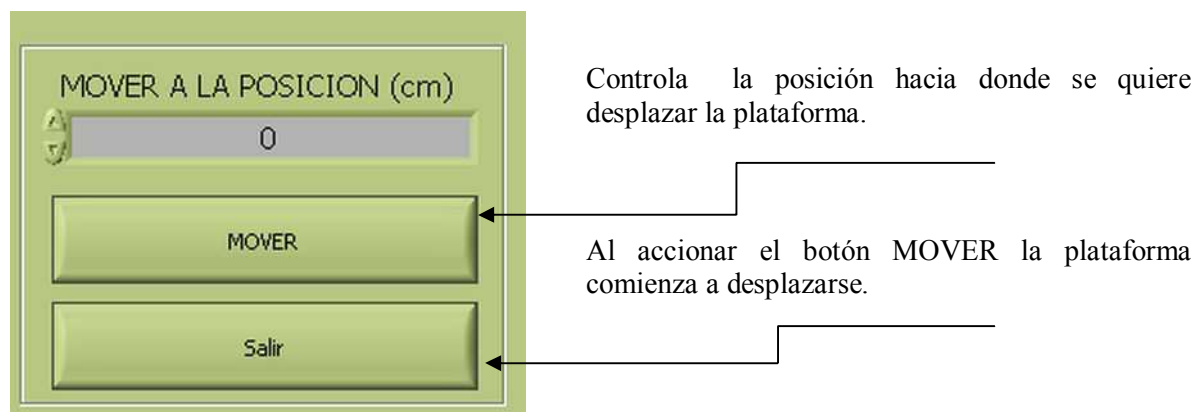 MOVER A LA POSICION (cm)
0
MOVER
Salir
Controla la posición hacia donde se quiere
desplazar la plataforma.
Al accionar el botón MOVER la plataforma
comienza a desplazarse.